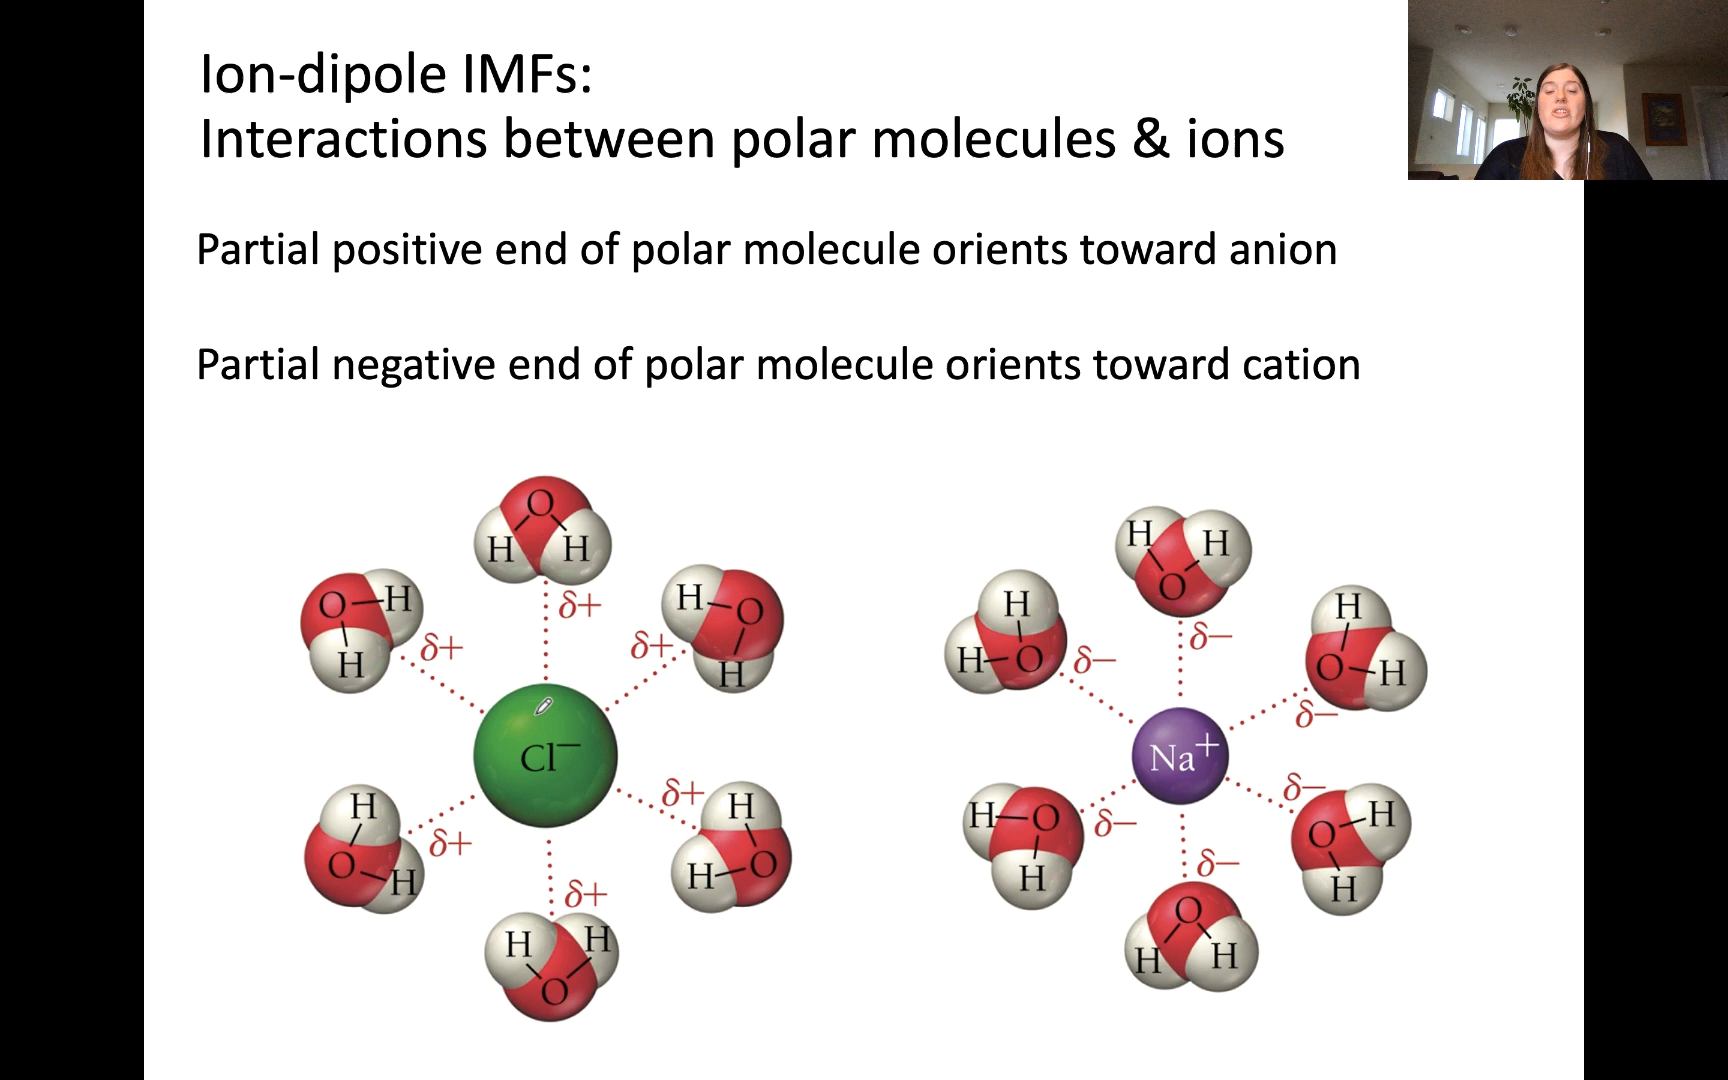 Ion-dipole IMFs:
Interactions between polar molecules & ions
Partial positive end of polar molecule orients toward anion
Partial negative end of polar molecule orients toward cation
O
H H
δ+
O H
H
δ+
H O
H
δ+
Cl⁻
H
O H
δ+
δ+
H
H O
δ+
H H
O
H H
O
δ−
H
H O
δ−
H
O H
δ−
Na⁺
H O
H
δ−
δ−
O H
H
δ−
O
H H